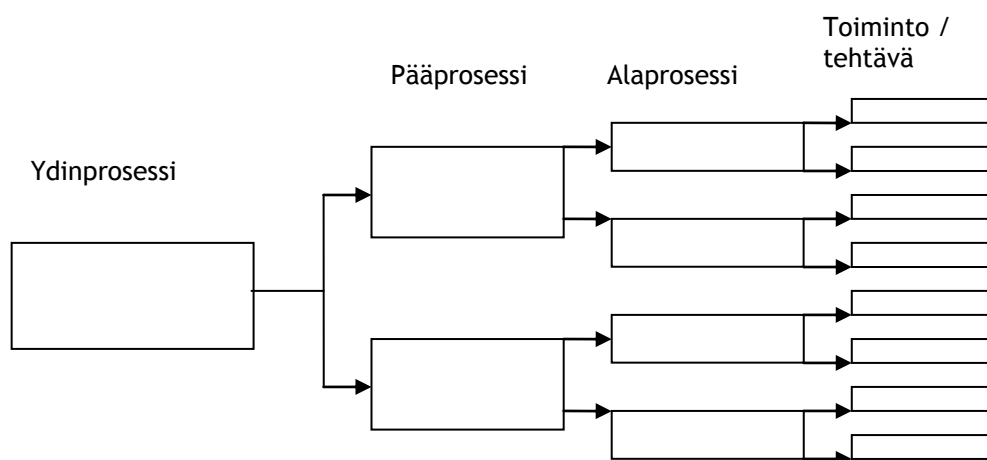 Ydinprosessi
Pääprosessi
Alaprosessi
Toiminto /
tehtävä